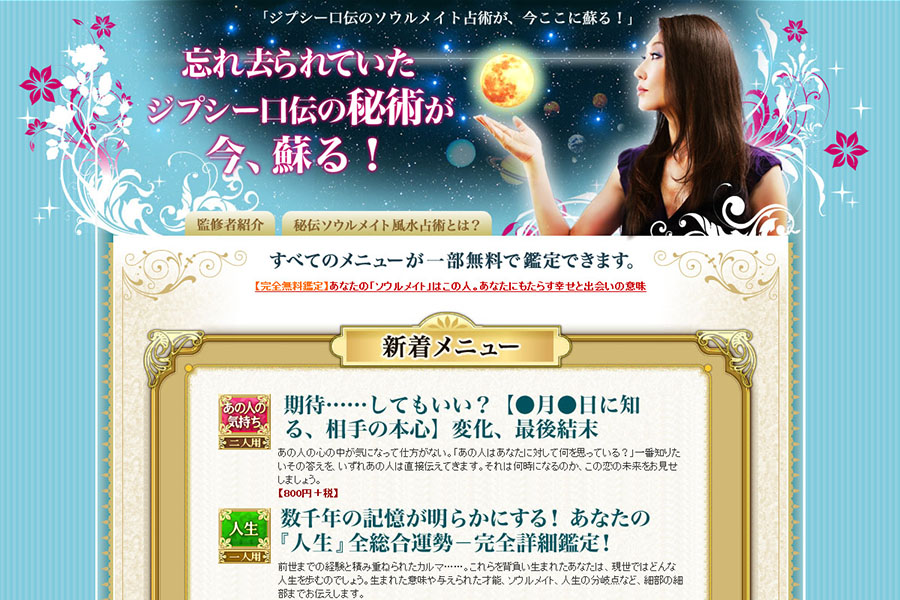 「ジプシー口伝のソウルメイト占術が、今ここに蘇る！」
忘れ去られていた
ジプシー口伝の秘術が
今、蘇る！
監修者紹介
秘伝ソウルメイト風水占術とは？
すべてのメニューが一部無料で鑑定できます。
【完全無料鑑定】あなたの「ソウルメイト」はこの人。あなたにもたらす幸せと出会いの意味
新着メニュー
あの人の
気持ち
二人用
期待……してもいい？【●月●日に知
る、相手の本心】変化、最後結末
あの人の心の中が気になって仕方がない。「あの人はあなたに対して何を思っている？」一番知りた
いその答えを、いずれあの人は直接伝えてきます。それは何時になるのか、この恋の未来をお見せ
しましょう。
【800円＋税】
人生
一人用
数千年の記憶が明らかにする！あなたの
『人生』全総合運勢－完全詳細鑑定！
前世までの経験と積み重ねられたカルマ……。これらを背負い生まれたあなたは、現世ではどんな
人生を歩むのでしょう。生まれた意味や与えられた才能、ソウルメイト、人生の分岐点など、細部の細
部までお伝えします。